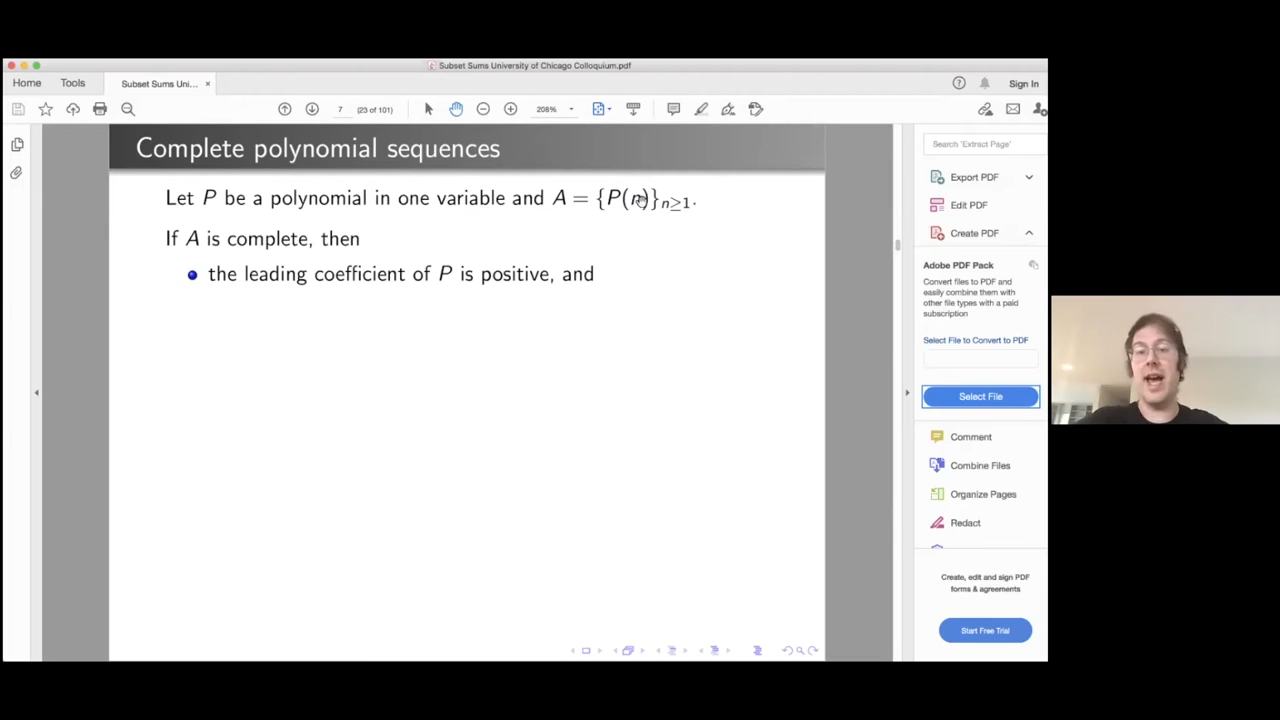 Subset Sums University of Chicago Colloquium.pdf
Home
Tools
Subset Sums Uni... ×
Sign In
7 (23 of 101)
208%
Complete polynomial sequences
Let P be a polynomial in one variable and A = {P(n)}n≥1.
If A is complete, then
the leading coefficient of P is positive, and
Search 'Extract Page'
Export PDF
Edit PDF
Create PDF
Adobe PDF Pack
Convert files to PDF and
easily combine them with
other file types with a paid
subscription
Select File to Convert to PDF
Select File
Comment
Combine Files
Organize Pages
Redact
Create, edit and sign PDF
forms & agreements
Start Free Trial